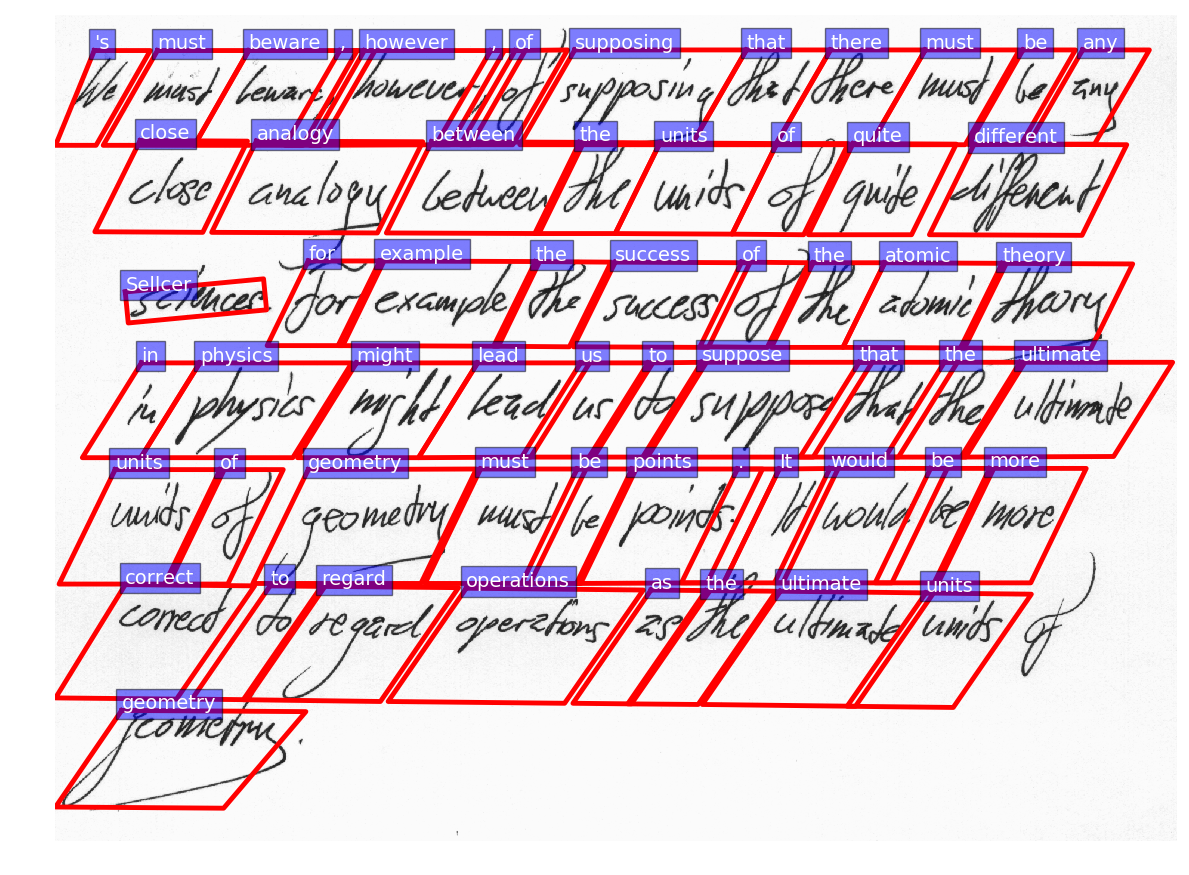 's must beware , however , of supposing that there must be any
We must beware, however, of supposing that there must be any
close analogy between the units of quite different
close analogy between the units of quite different
Sellcer for example the success of the atomic theory
sciences for example the success of the atomic theory
in physics might lead us to suppose that the ultimate
in physics might lead us to suppose that the ultimate
units of geometry must be points . It would be more
units of geometry must be points. It would be more
correct to regard operations as the ultimate units
correct to regard operations as the ultimate units of
geometry
geometry.